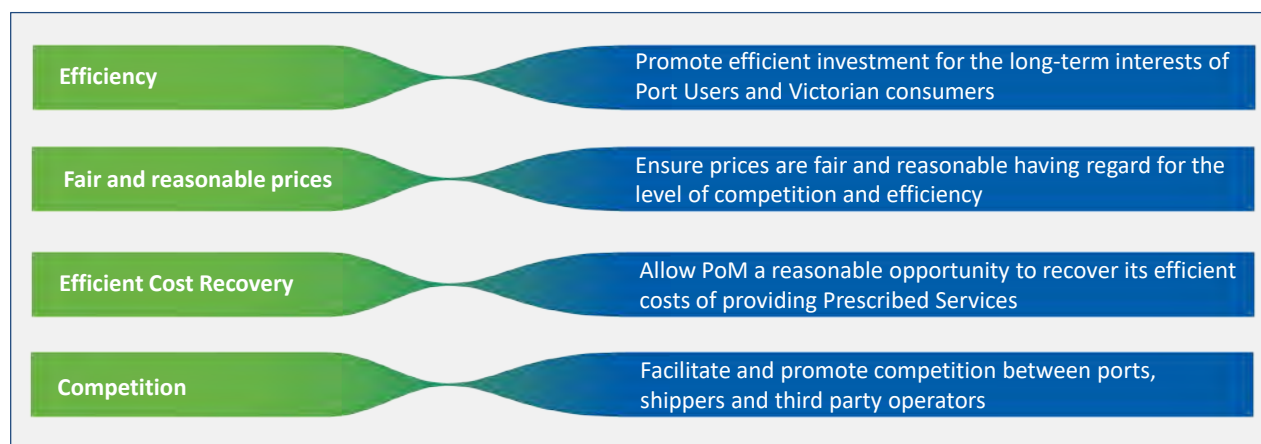 Efficiency
Promote efficient investment for the long-term interests of
Port Users and Victorian consumers
Fair and reasonable prices
Ensure prices are fair and reasonable having regard for the
level of competition and efficiency
Efficient Cost Recovery
Allow PoM a reasonable opportunity to recover its efficient
costs of providing Prescribed Services
Competition
Facilitate and promote competition between ports,
shippers and third party operators